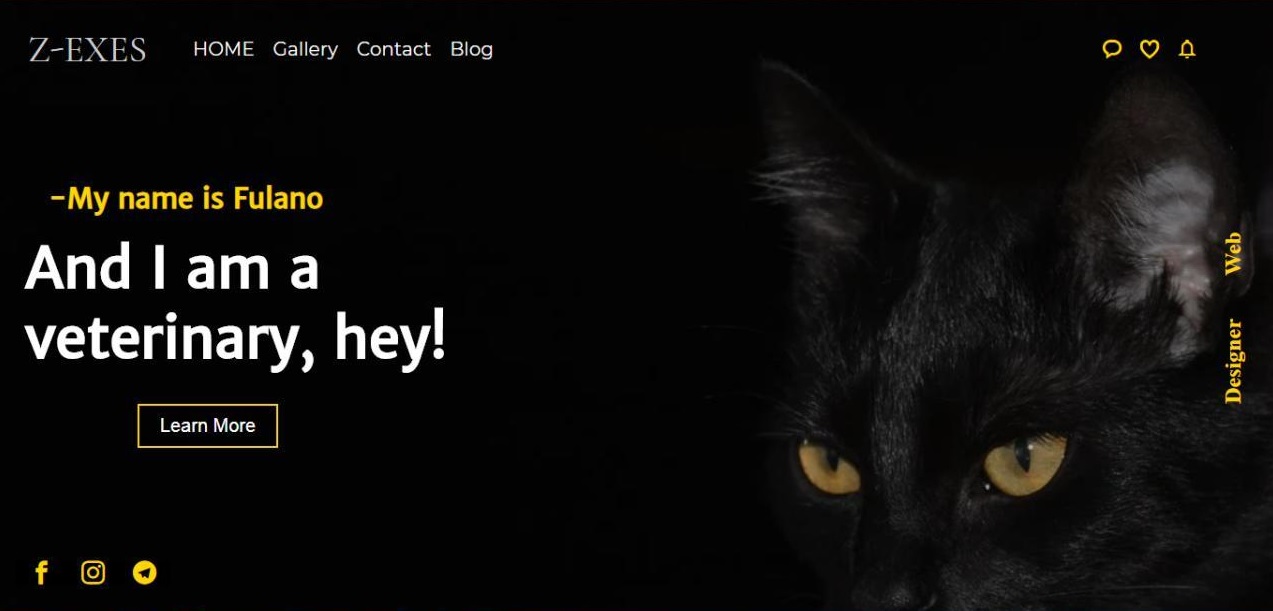 Z-EXES HOME Gallery Contact Blog
-My name is Fulano
And I am a
veterinary, hey!
Learn More
Designer Web